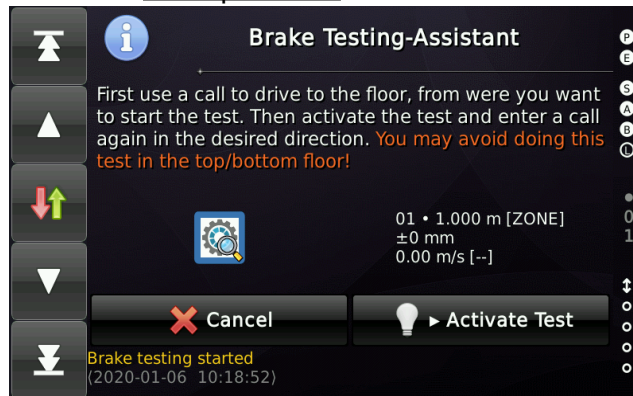 Brake Testing-Assistant
First use a call to drive to the floor, from were you want
to start the test. Then activate the test and enter a call
again in the desired direction. You may avoid doing this
test in the top/bottom floor!
01 • 1.000 m [ZONE]
±0 mm
0.00 m/s [--]
Cancel
▸ Activate Test
Brake testing started
(2020-01-06 10:18:52)
P
E
S
A
B
L
0
1